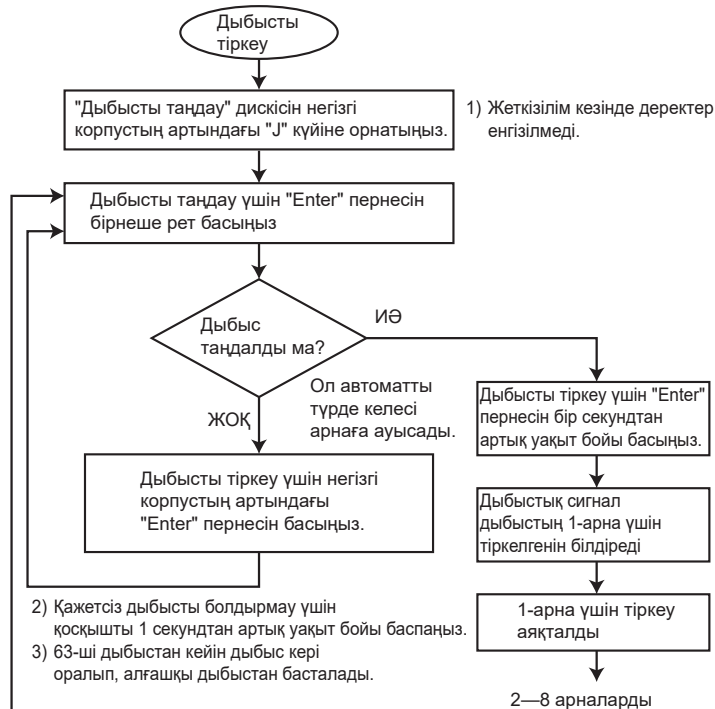 Дыбысты
тіркеу
"Дыбысты таңдау" дискісін негізгі
корпустың артындағы "J" күйіне орнатыңыз.
1) Жеткізілім кезінде деректер
енгізілмеді.
Дыбысты таңдау үшін "Enter" пернесін
бірнеше рет басыңыз
Дыбыс
таңдалды ма?
ИӘ
ЖОҚ
Ол автоматты
түрде келесі
арнаға ауысады.
Дыбысты тіркеу үшін "Enter"
пернесін бір секундтан
артық уақыт бойы басыңыз.
Дыбысты тіркеу үшін негізгі
корпустың артындағы
"Enter" пернесін басыңыз.
Дыбыстық сигнал
дыбыстың 1-арна үшін
тіркелгенін білдіреді
2) Қажетсіз дыбысты болдырмау үшін
қосқышты 1 секундтан артық уақыт бойы баспаңыз.
3) 63-ші дыбыстан кейін дыбыс кері
оралып, алғашқы дыбыстан басталады.
1-арна үшін тіркеу
аяқталды
2—8 арналарды